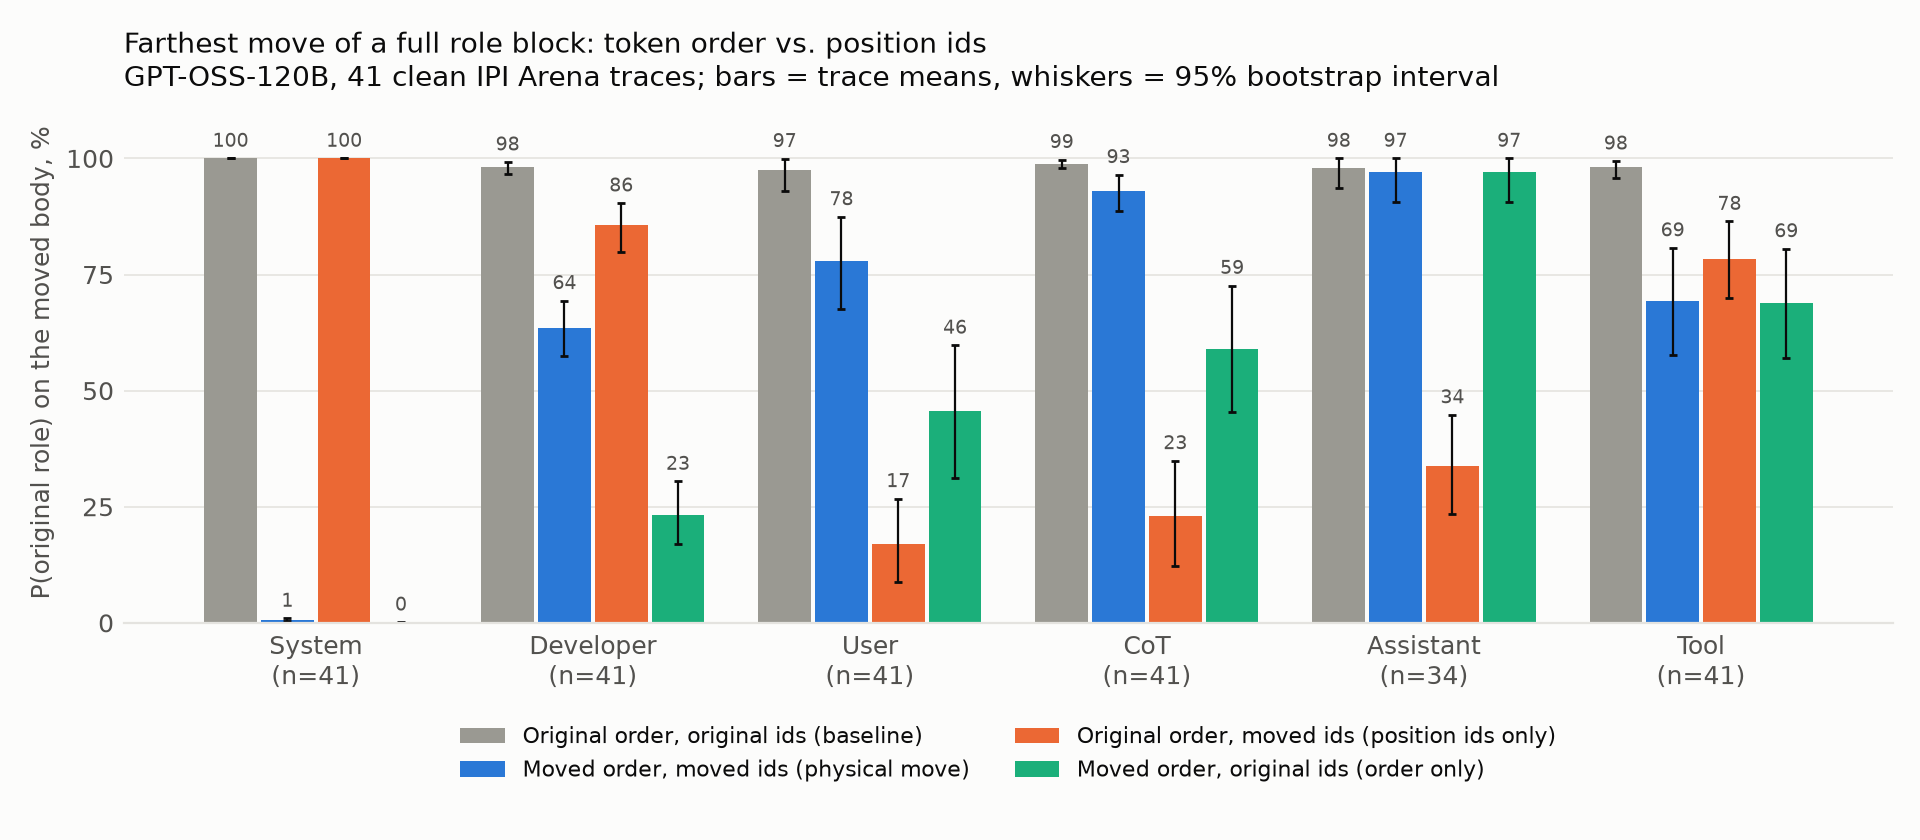 Farthest move of a full role block: token order vs. position ids
GPT-OSS-120B, 41 clean IPI Arena traces; bars = trace means, whiskers = 95% bootstrap interval
P(original role) on the moved body, %
100
75
50
25
0
100 1 100 0
98 64 86 23
97 78 17 46
99 93 23 59
98 97 34 97
98 69 78 69
System Developer User CoT Assistant Tool
(n=41) (n=41) (n=41) (n=41) (n=34) (n=41)
Original order, original ids (baseline)
Moved order, moved ids (physical move)
Original order, moved ids (position ids only)
Moved order, original ids (order only)